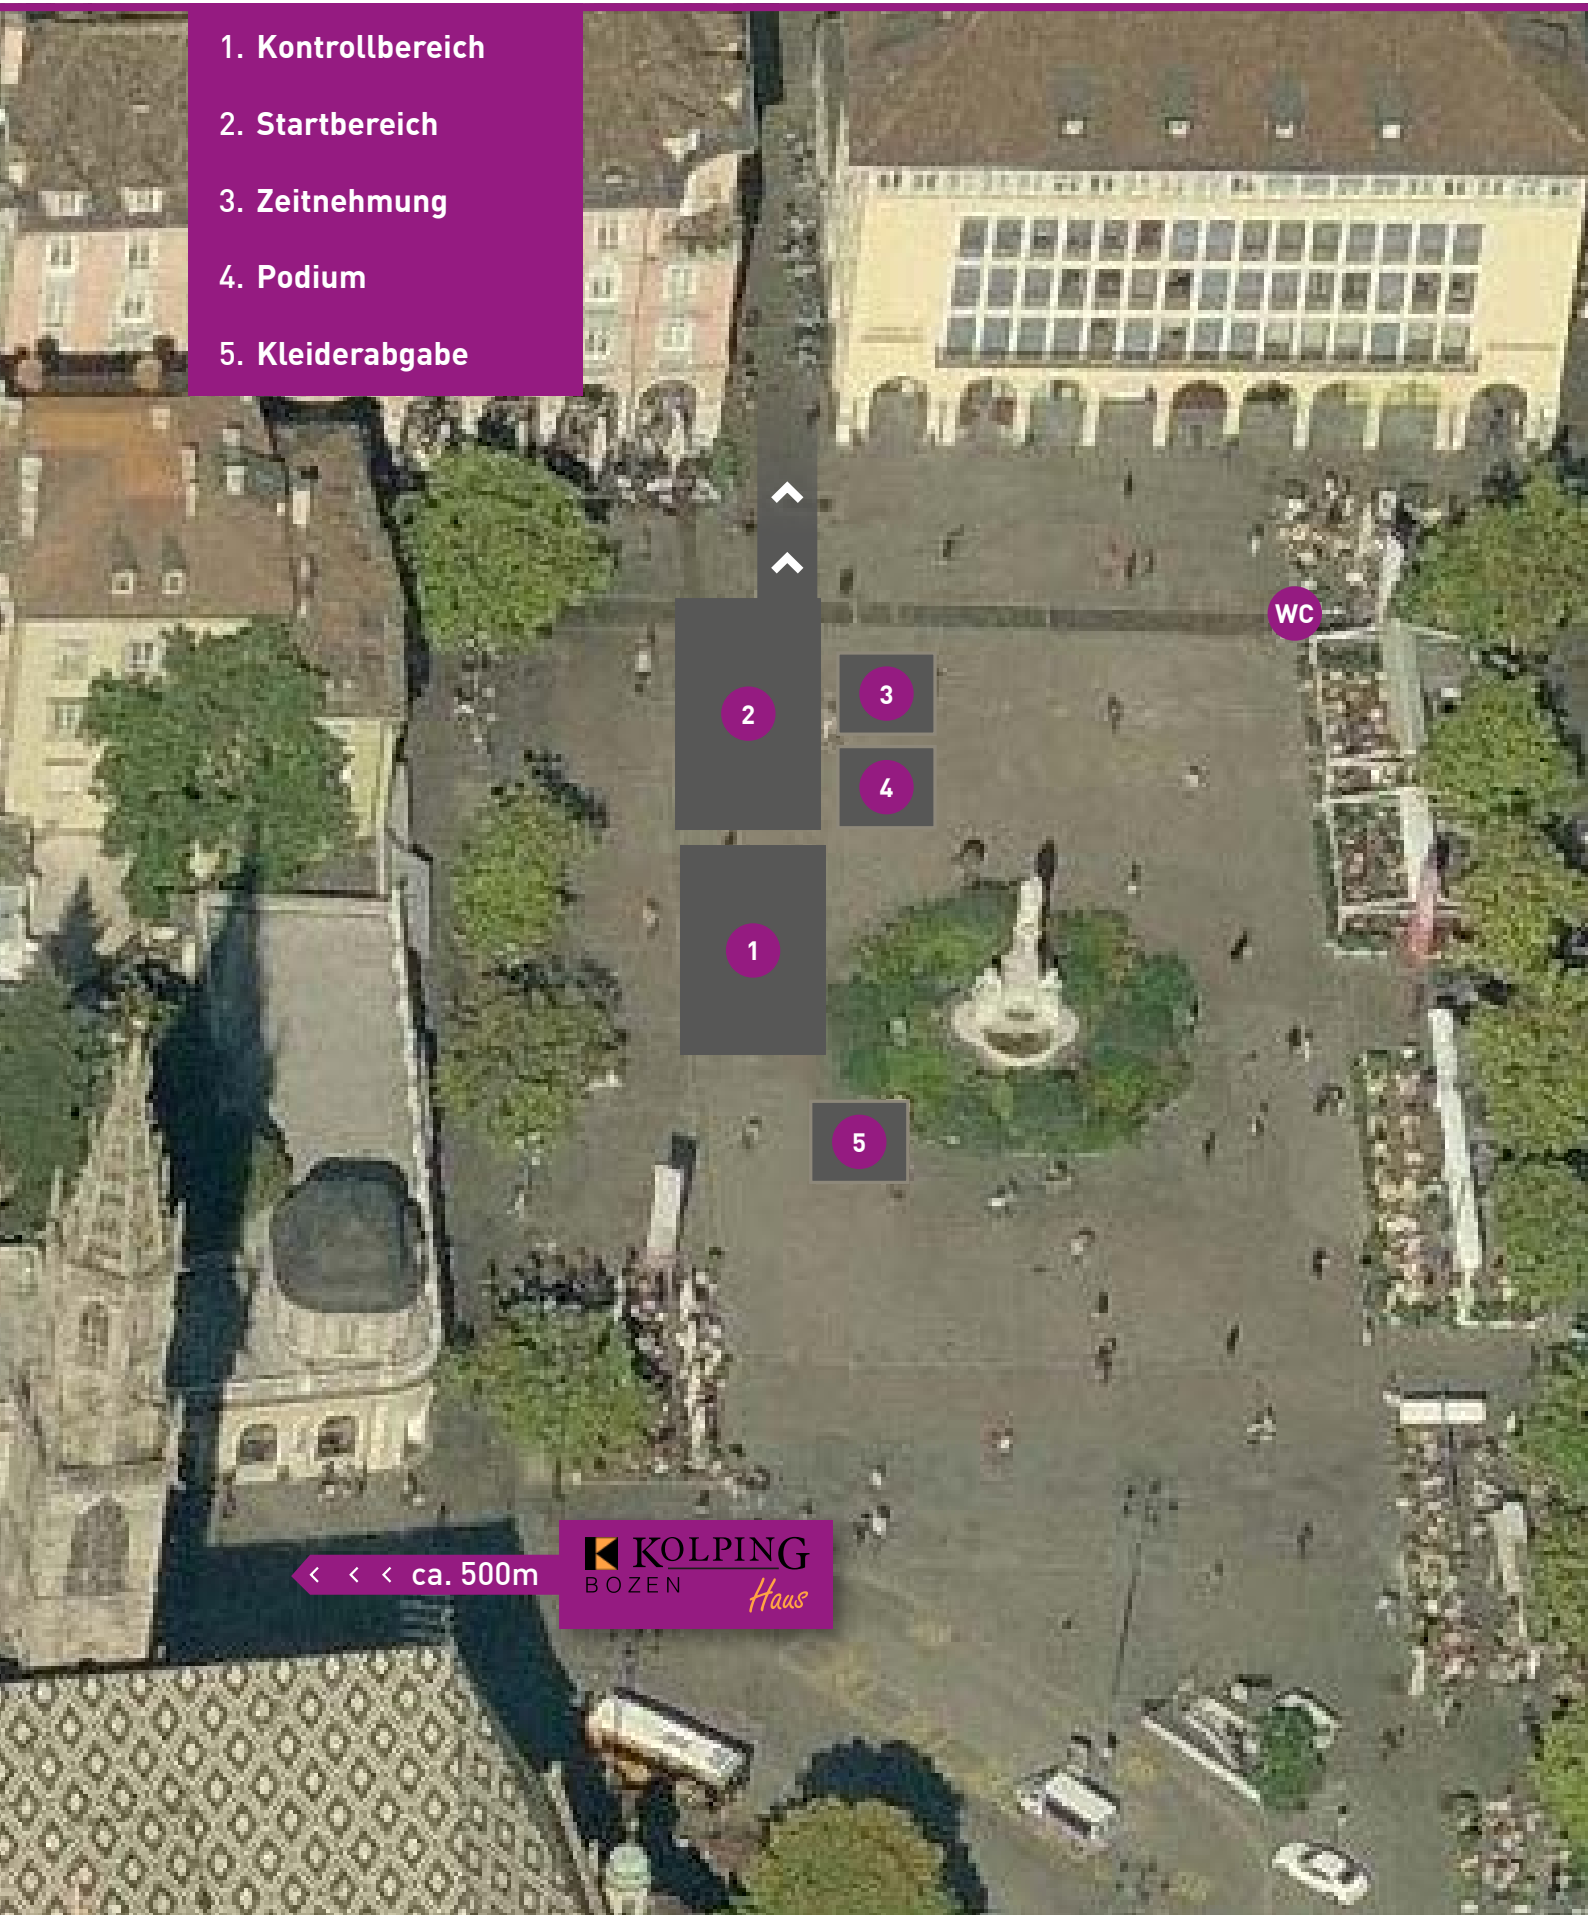 1. Kontrollbereich
2. Startbereich
3. Zeitnehmung
4. Podium
5. Kleiderabgabe
WC
3
2
4
1
5
ca. 500m
KOLPING
BOZEN
Haus